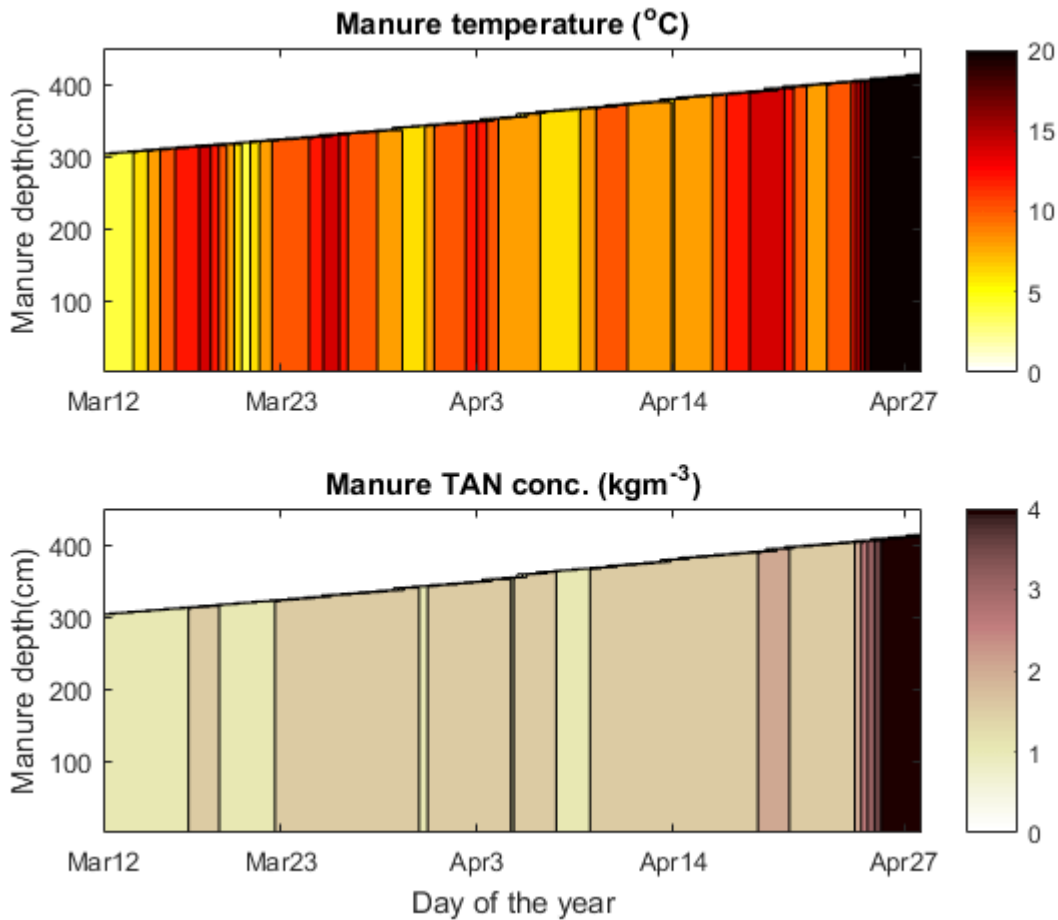 Manure temperature (°C)
Manure depth(cm)
400
300
200
100
Mar12 Mar23 Apr3 Apr14 Apr27
20
15
10
5
0
Manure TAN conc. (kgm⁻³)
Manure depth(cm)
400
300
200
100
Mar12 Mar23 Apr3 Apr14 Apr27
4
3
2
1
0
Day of the year